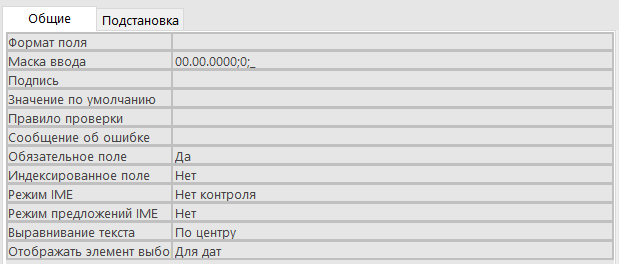 Общие Подстановка
Формат поля
Маска ввода 00.00.0000;0;_
Подпись
Значение по умолчанию
Правило проверки
Сообщение об ошибке
Обязательное поле Да
Индексированное поле Нет
Режим IME Нет контроля
Режим предложений IME Нет
Выравнивание текста По центру
Отображать элемент выбо Для дат